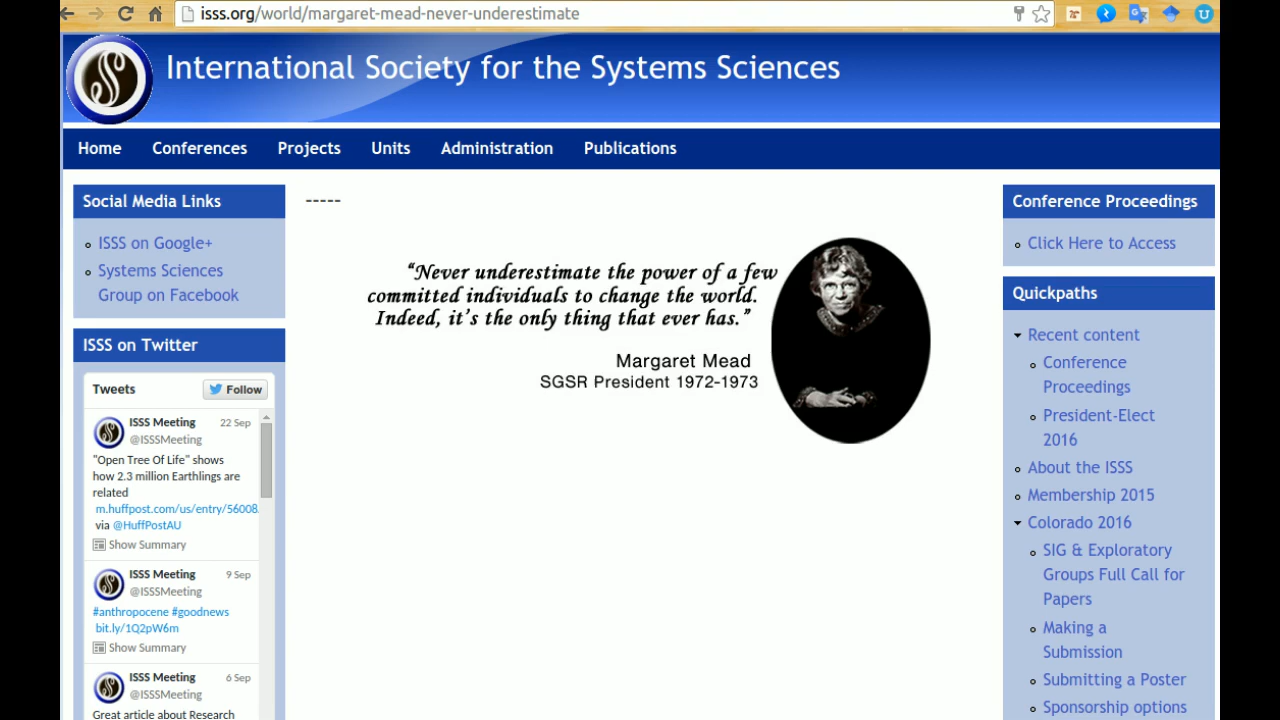 isss.org/world/margaret-mead-never-underestimate
International Society for the Systems Sciences
Home Conferences Projects Units Administration Publications
Social Media Links
ISSS on Google+
Systems Sciences
Group on Facebook
ISSS on Twitter
Tweets Follow
ISSS Meeting 22 Sep
@ISSSMeeting
"Open Tree Of Life" shows
how 2.3 million Earthlings are
related
m.huffpost.com/us/entry/56008
via @HuffPostAU
Show Summary
ISSS Meeting 9 Sep
@ISSSMeeting
#anthropocene #goodnews
bit.ly/1Q2pW6m
Show Summary
ISSS Meeting 6 Sep
@ISSSMeeting
Great article about Research
-----
“Never underestimate the power of a few
committed individuals to change the world.
Indeed, it’s the only thing that ever has.”
Margaret Mead
SGSR President 1972-1973
Conference Proceedings
Click Here to Access
Quickpaths
Recent content
Conference
Proceedings
President-Elect
2016
About the ISSS
Membership 2015
Colorado 2016
SIG & Exploratory
Groups Full Call for
Papers
Making a
Submission
Submitting a Poster
Sponsorship options